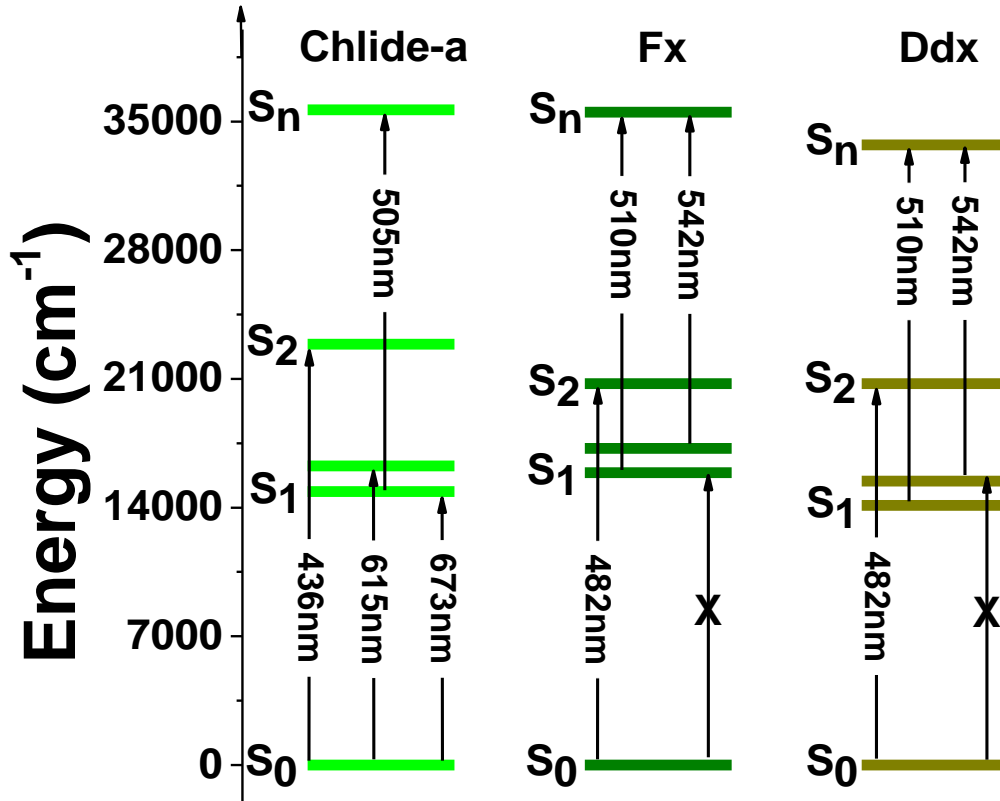 Chlide-a
Fx
Ddx
Energy (cm⁻¹)
35000
28000
21000
14000
7000
0
Sₙ
S₂
S₁
S₀
505nm
436nm
615nm
673nm
Sₙ
S₂
S₁
S₀
510nm
542nm
482nm
X
Sₙ
S₂
S₁
S₀
510nm
542nm
482nm
X